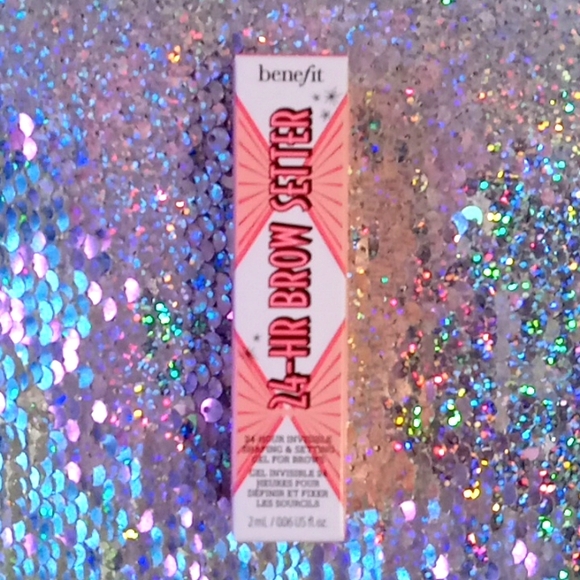 benefit
24-HR BROW SETTER
24 HOUR INVISIBLE
SHAPING & SETTING
GEL FOR BROWS
GEL INVISIBLE 24
HEURES POUR
DÉFINIR ET FIXER
LES SOURCILS
2 mL / 0.06 US fl. oz.